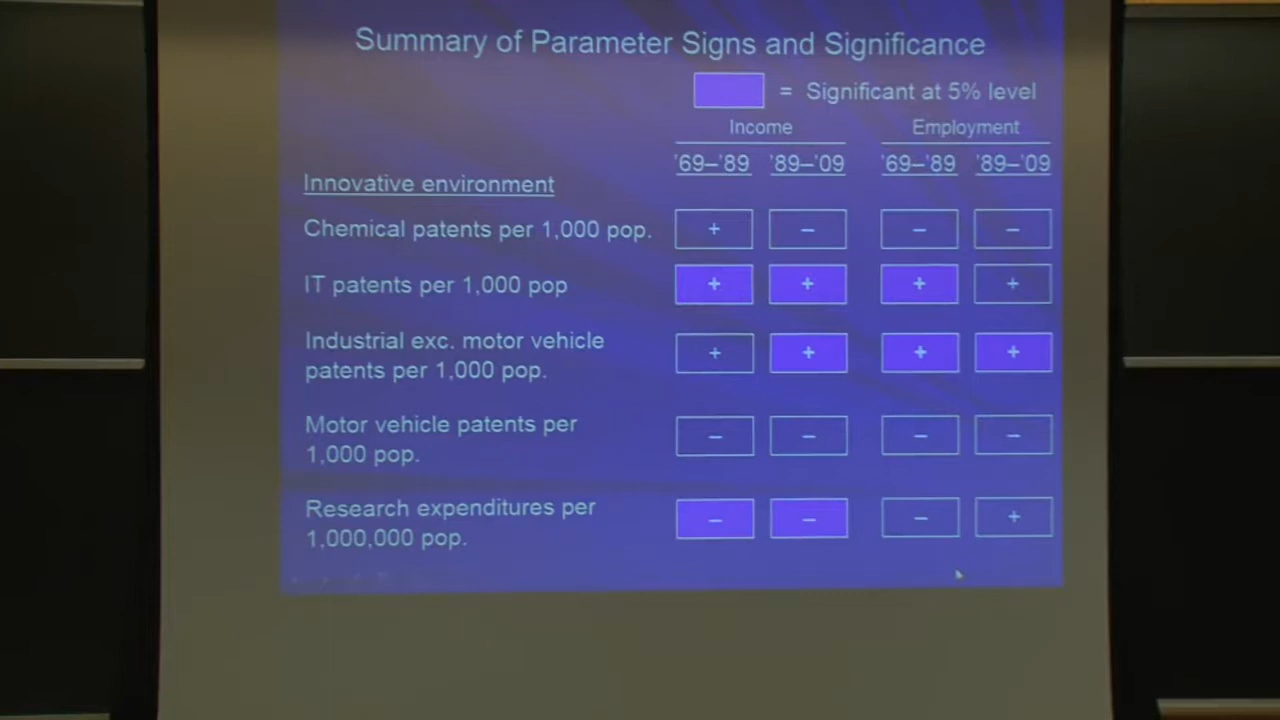 Summary of Parameter Signs and Significance
= Significant at 5% level
Income Employment
'69–'89 '89–'09 '69–'89 '89–'09
Innovative environment
Chemical patents per 1,000 pop. + – – –
IT patents per 1,000 pop + + + +
Industrial exc. motor vehicle
patents per 1,000 pop. + + + +
Motor vehicle patents per
1,000 pop. – – – –
Research expenditures per
1,000,000 pop. – – – +